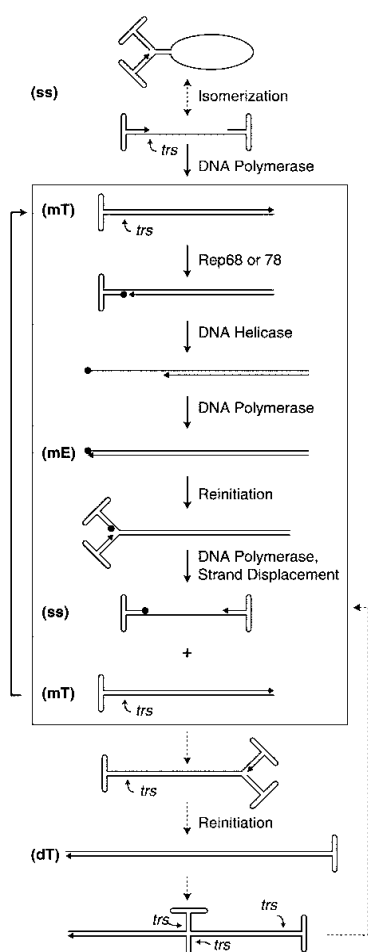 (ss)
Isomerization
trs
DNA Polymerase
(mT)
trs
Rep68 or 78
DNA Helicase
DNA Polymerase
(mE)
Reinitiation
DNA Polymerase,
Strand Displacement
(ss)
+
(mT)
trs
trs
Reinitiation
(dT)
trs
trs
trs